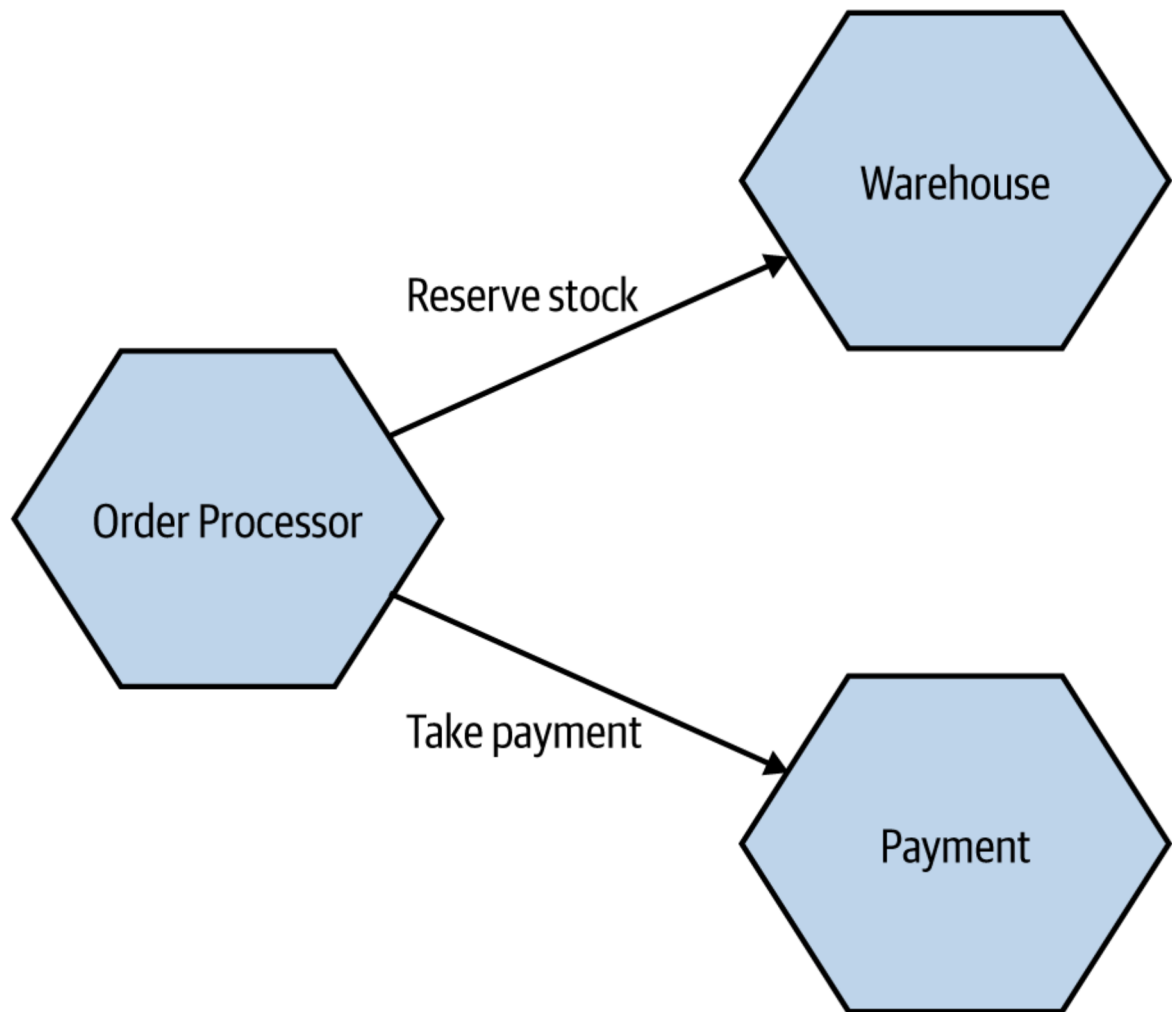 Warehouse
Reserve stock
Order Processor
Take payment
Payment